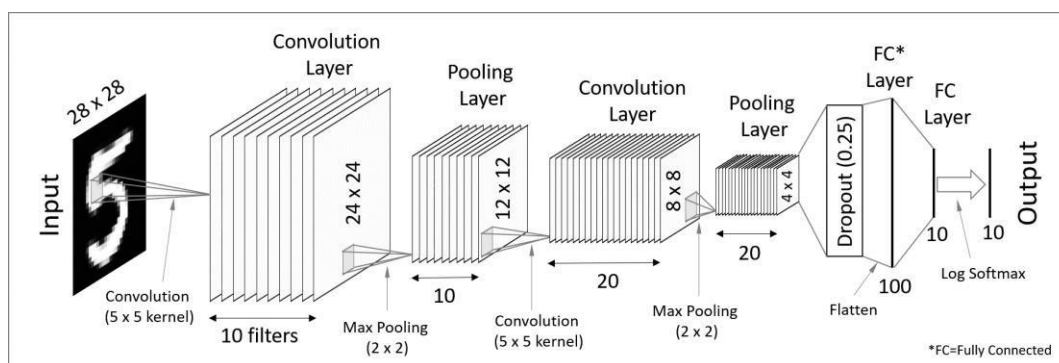 Input
28 x 28
Convolution
(5 x 5 kernel)
Convolution
Layer
24 x 24
10 filters
Max Pooling
(2 x 2)
Pooling
Layer
12 x 12
10
Convolution
(5 x 5 kernel)
Convolution
Layer
8 x 8
20
Max Pooling
(2 x 2)
Pooling
Layer
4 x 4
20
Dropout (0.25)
Flatten
FC*
Layer
100
FC
Layer
10
Log Softmax
10
Output
*FC=Fully Connected